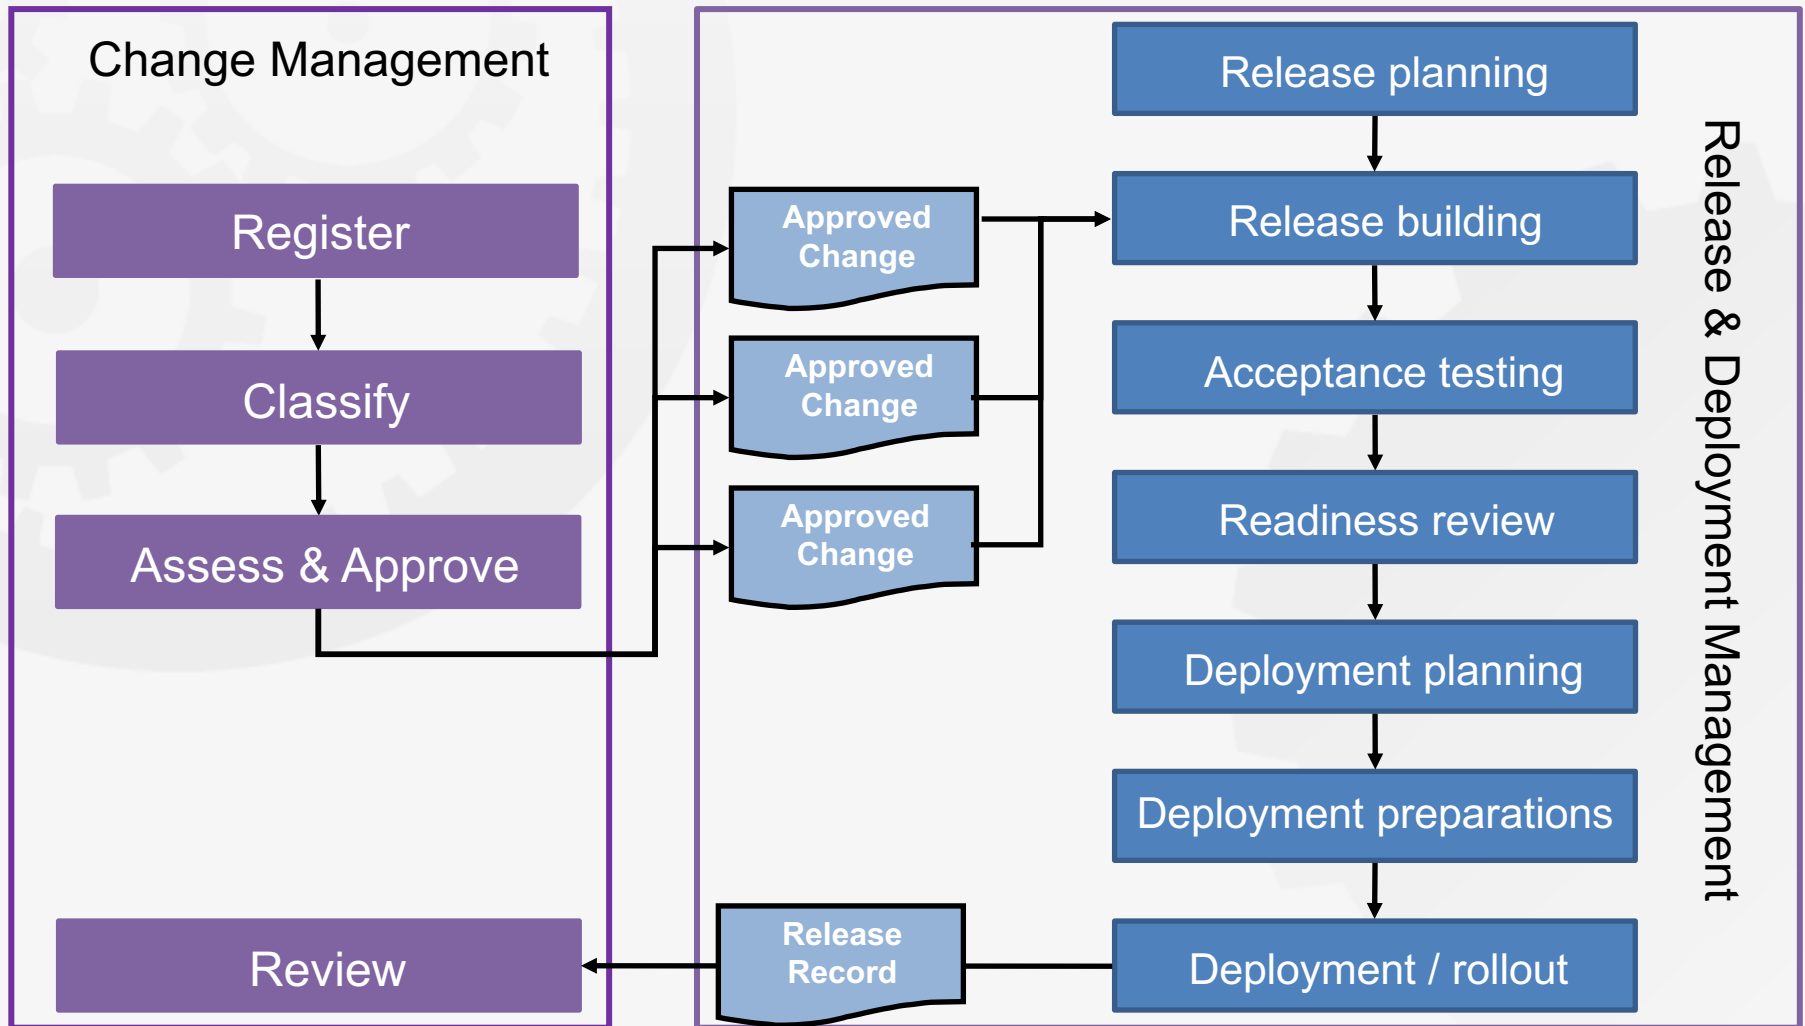 Change Management
Register
Classify
Assess & Approve
Review
Approved
Change
Approved
Change
Approved
Change
Release
Record
Release planning
Release building
Acceptance testing
Readiness review
Deployment planning
Deployment preparations
Deployment / rollout
Release & Deployment Management